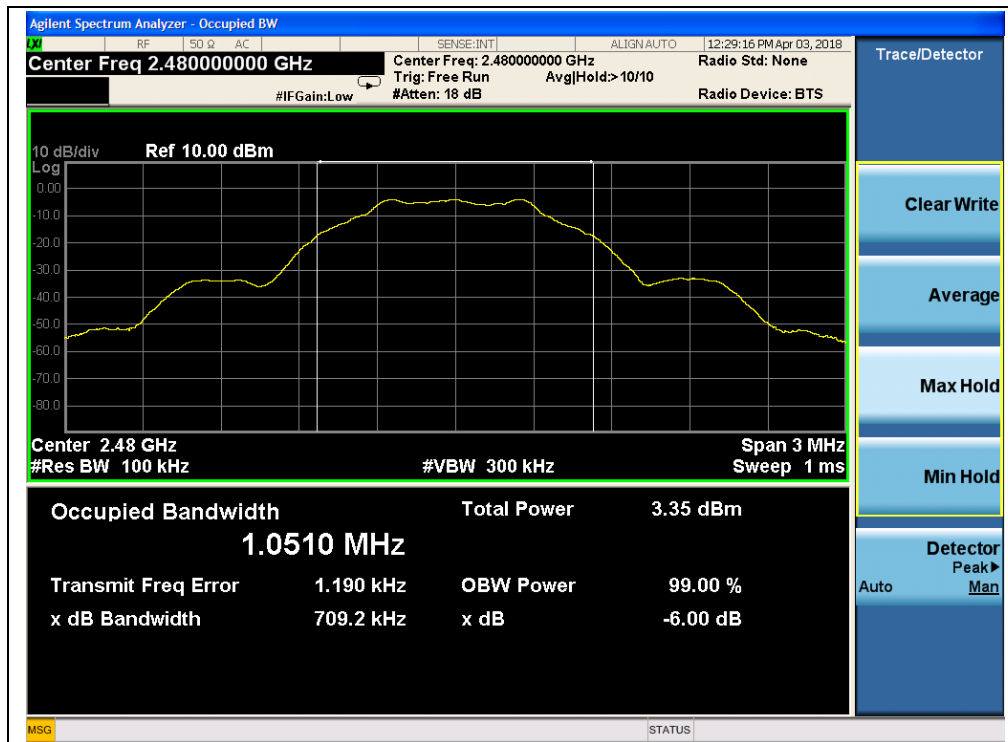 Agilent Spectrum Analyzer - Occupied BW
LXI RF 50 Ω AC SENSE:INT ALIGN AUTO 12:29:16 PM Apr 03, 2018
Center Freq 2.480000000 GHz
Center Freq: 2.480000000 GHz
Radio Std: None
Trig: Free Run Avg|Hold:>10/10
#IFGain:Low
#Atten: 18 dB
Radio Device: BTS
10 dB/div Ref 10.00 dBm
Log
0.00
-10.0
-20.0
-30.0
-40.0
-50.0
-60.0
-70.0
-80.0
Center 2.48 GHz Span 3 MHz
#Res BW 100 kHz #VBW 300 kHz Sweep 1 ms
Occupied Bandwidth Total Power 3.35 dBm
1.0510 MHz
Transmit Freq Error 1.190 kHz OBW Power 99.00 %
x dB Bandwidth 709.2 kHz x dB -6.00 dB
Trace/Detector
Clear Write
Average
Max Hold
Min Hold
Detector
Peak▶
Auto Man
MSG STATUS